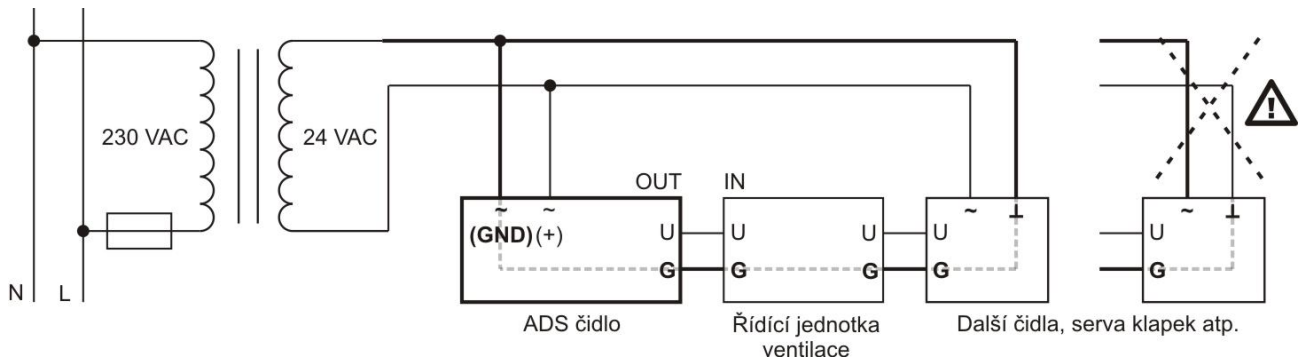 230 VAC
24 VAC
OUT
IN
~
~
(GND) (+)
U
G
U
G
U
G
~
⊥
U
G
~
⊥
U
G
N
L
ADS čidlo
Řídící jednotka
ventilace
Další čidla, serva klapek atp.